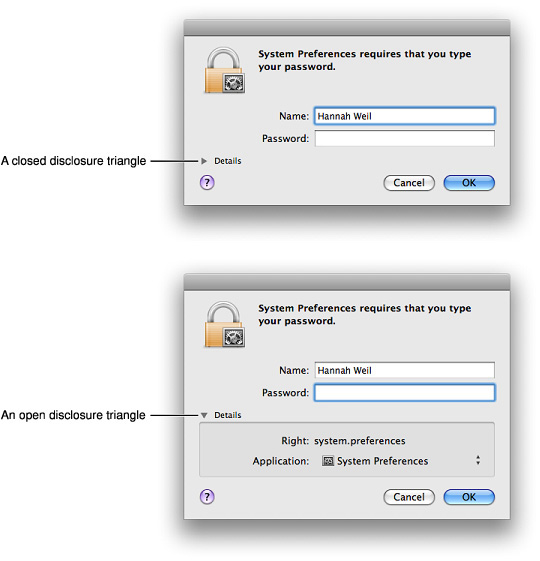 System Preferences requires that you type
your password.
Name: Hannah Weil
Password:
A closed disclosure triangle
Details
?
Cancel
OK
System Preferences requires that you type
your password.
Name: Hannah Weil
Password:
An open disclosure triangle
Details
Right: system.preferences
Application: System Preferences
?
Cancel
OK